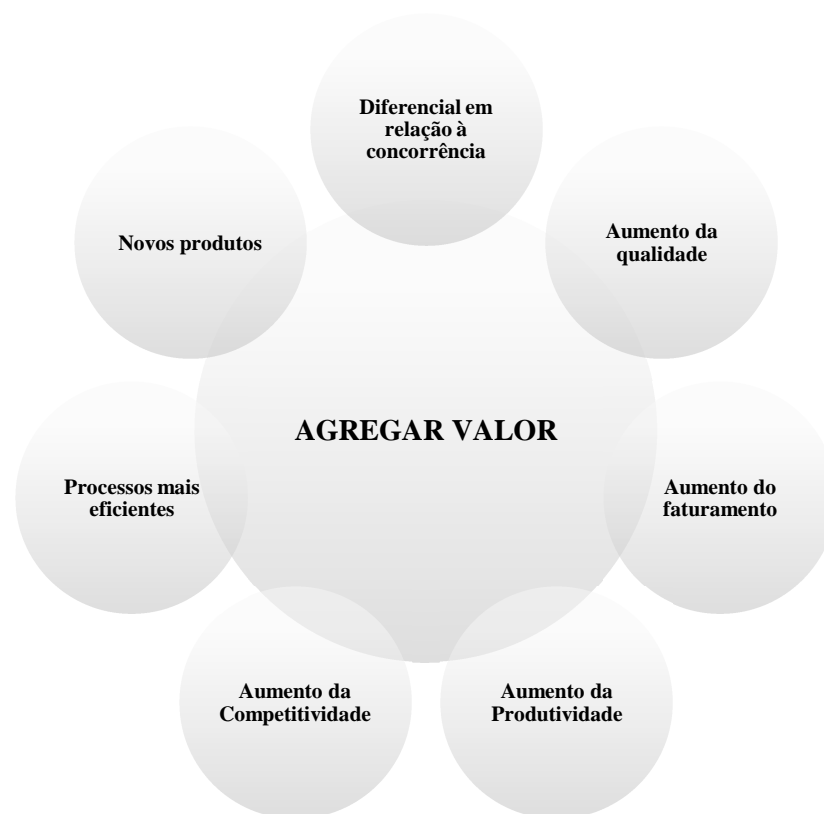 Diferencial em
relação à
concorrência
Aumento da
qualidade
Aumento do
faturamento
Aumento da
Produtividade
Aumento da
Competitividade
Processos mais
eficientes
Novos produtos
AGREGAR VALOR